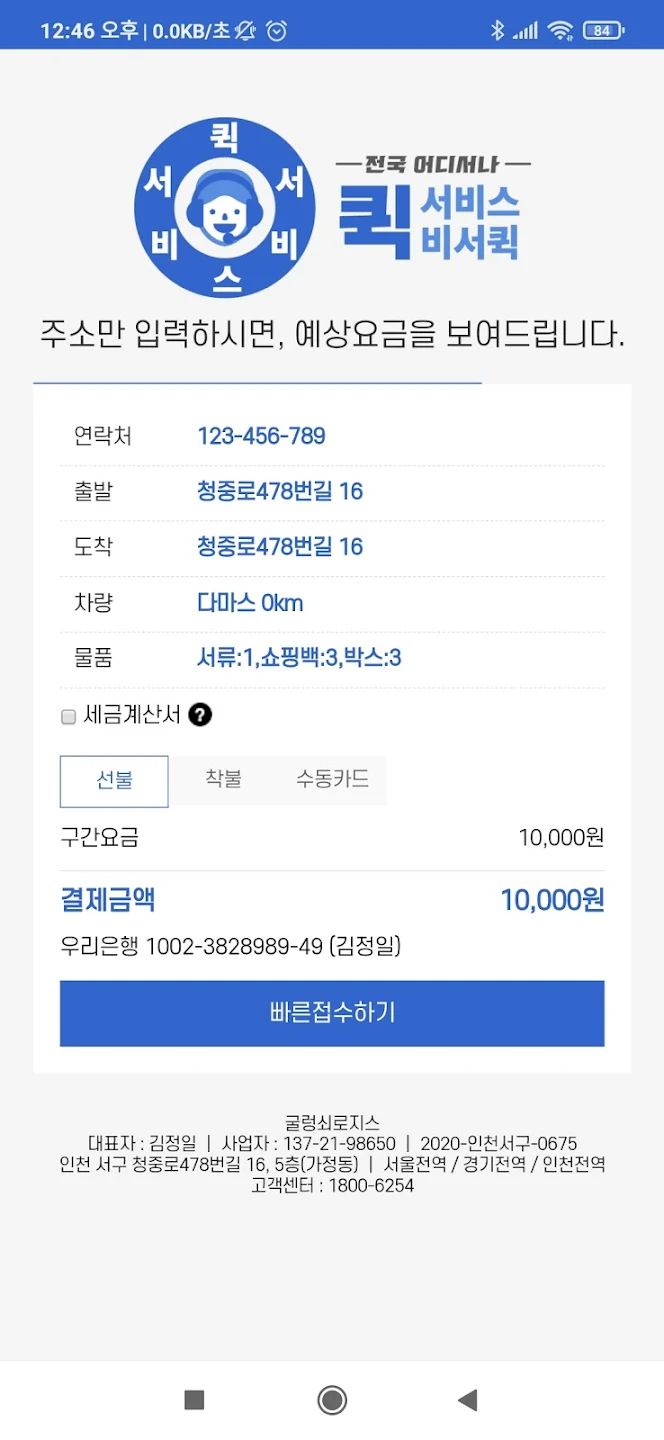 12:46 오후 | 0.0KB/초 84
퀵서비스
서비스
전국 어디서나
퀵 서비스
비서퀵
주소만 입력하시면, 예상요금을 보여드립니다.
연락처 123-456-789
출발 청중로478번길 16
도착 청중로478번길 16
차량 다마스 0km
물품 서류:1,쇼핑백:3,박스:3
세금계산서 ?
선불 착불 수동카드
구간요금 10,000원
결제금액 10,000원
우리은행 1002-3828989-49 (김정일)
빠른접수하기
굴렁쇠로지스
대표자 : 김정일 | 사업자 : 137-21-98650 | 2020-인천서구-0675
인천 서구 청중로478번길 16, 5층(가정동) | 서울전역 / 경기전역 / 인천전역
고객센터 : 1800-6254